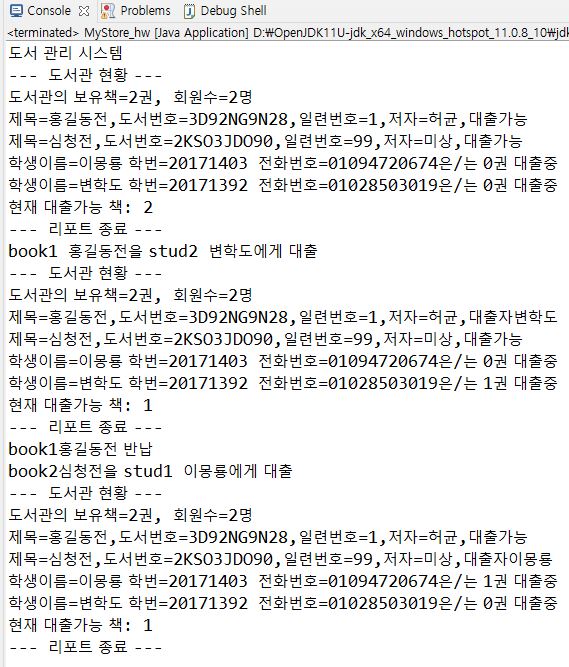 Console Problems Debug Shell
<terminated> MyStore_hw [Java Application] D:₩OpenJDK11U-jdk_x64_windows_hotspot_11.0.8_10₩jdk
도서 관리 시스템
--- 도서관 현황 ---
도서관의 보유책=2권, 회원수=2명
제목=홍길동전,도서번호=3D92NG9N28,일련번호=1,저자=허균,대출가능
제목=심청전,도서번호=2KSO3JDO90,일련번호=99,저자=미상,대출가능
학생이름=이몽룡 학번=20171403 전화번호=01094720674은/는 0권 대출중
학생이름=변학도 학번=20171392 전화번호=01028503019은/는 0권 대출중
현재 대출가능 책: 2
--- 리포트 종료 ---
book1 홍길동전을 stud2 변학도에게 대출
--- 도서관 현황 ---
도서관의 보유책=2권, 회원수=2명
제목=홍길동전,도서번호=3D92NG9N28,일련번호=1,저자=허균,대출자변학도
제목=심청전,도서번호=2KSO3JDO90,일련번호=99,저자=미상,대출가능
학생이름=이몽룡 학번=20171403 전화번호=01094720674은/는 0권 대출중
학생이름=변학도 학번=20171392 전화번호=01028503019은/는 1권 대출중
현재 대출가능 책: 1
--- 리포트 종료 ---
book1홍길동전 반납
book2심청전을 stud1 이몽룡에게 대출
--- 도서관 현황 ---
도서관의 보유책=2권, 회원수=2명
제목=홍길동전,도서번호=3D92NG9N28,일련번호=1,저자=허균,대출가능
제목=심청전,도서번호=2KSO3JDO90,일련번호=99,저자=미상,대출자이몽룡
학생이름=이몽룡 학번=20171403 전화번호=01094720674은/는 1권 대출중
학생이름=변학도 학번=20171392 전화번호=01028503019은/는 0권 대출중
현재 대출가능 책: 1
--- 리포트 종료 ---